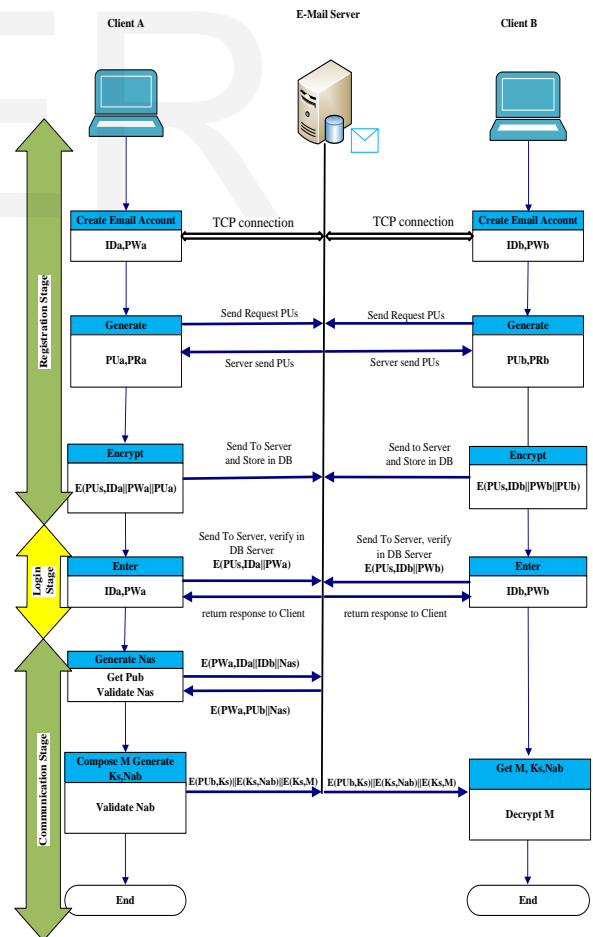 E-Mail Server
Client A
Client B
Registration Stage
Create Email Account
IDa,PWa
TCP connection
TCP connection
Create Email Account
IDb,PWb
Generate
PUa,PRa
Send Request PUs
Send Request PUs
Server send PUs
Server send PUs
Generate
PUb,PRb
Encrypt
E(PUs,IDa||PWa||PUa)
Send To Server
and Store in DB
Send to Server
and Store in DB
Encrypt
E(PUs,IDb||PWb||PUb)
Login
Stage
Enter
IDa,PWa
Send To Server, verify in
DB Server
E(PUs,IDa||PWa)
Send To Server, verify
in DB Server
E(PUs,IDb||PWb)
return response to Client
return response to Client
Enter
IDb,PWb
Communication Stage
Generate Nas
Get Pub
Validate Nas
E(PWa,IDa||IDb||Nas)
E(PWa,PUb||Nas)
Compose M Generate
Ks,Nab
Validate Nab
E(PUb,Ks)||E(Ks,Nab)||E(Ks,M)
E(PUb,Ks)||E(Ks,Nab)||E(Ks,M)
Get M, Ks,Nab
Decrypt M
End
End
ER